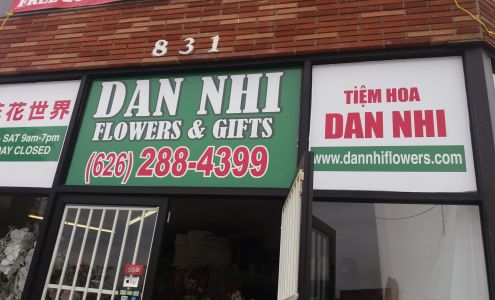 831
花世界
SAT 9am-7pm
DAY CLOSED
DAN NHI
FLOWERS & GIFTS
(626) 288-4399
TIỆM HOA
DAN NHI
www.dannhiflowers.com